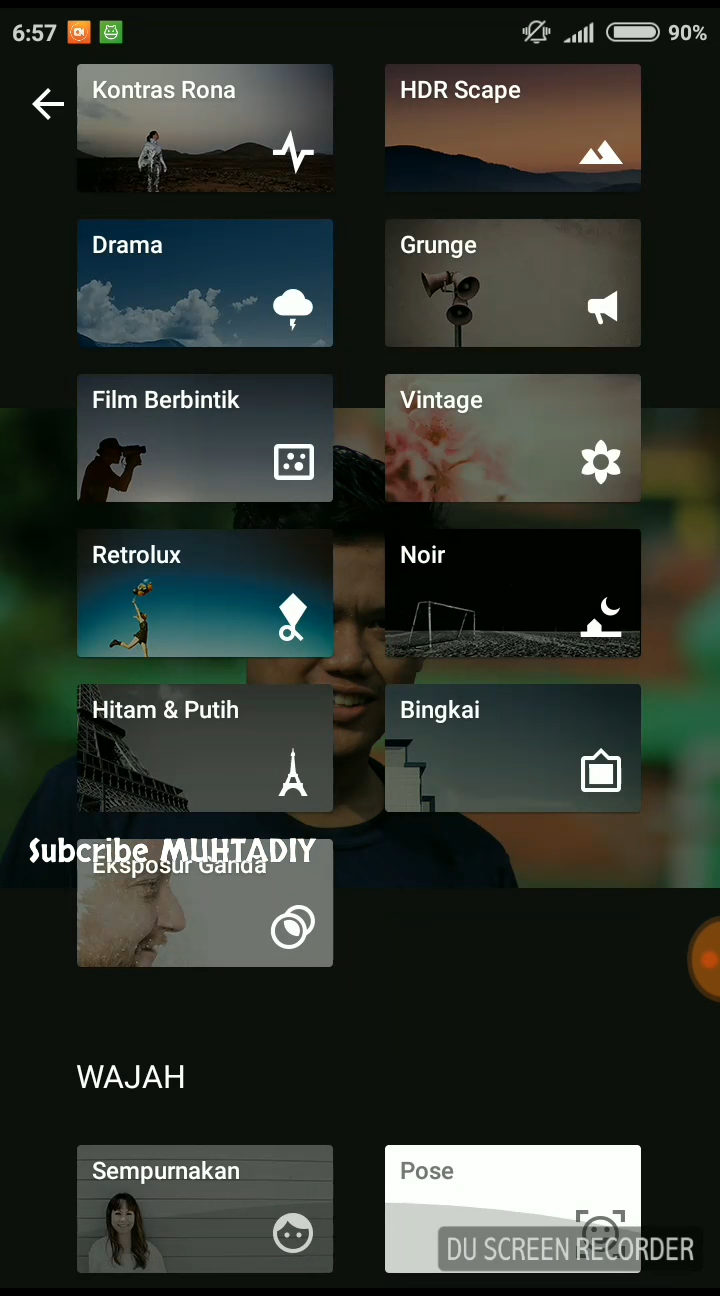 6:57
90%
Kontras Rona
HDR Scape
Drama
Grunge
Film Berbintik
Vintage
Retrolux
Noir
Hitam & Putih
Bingkai
Subcribe MUHTADIY
Eksposur Ganda
WAJAH
Sempurnakan
Pose
DU SCREEN RECORDER